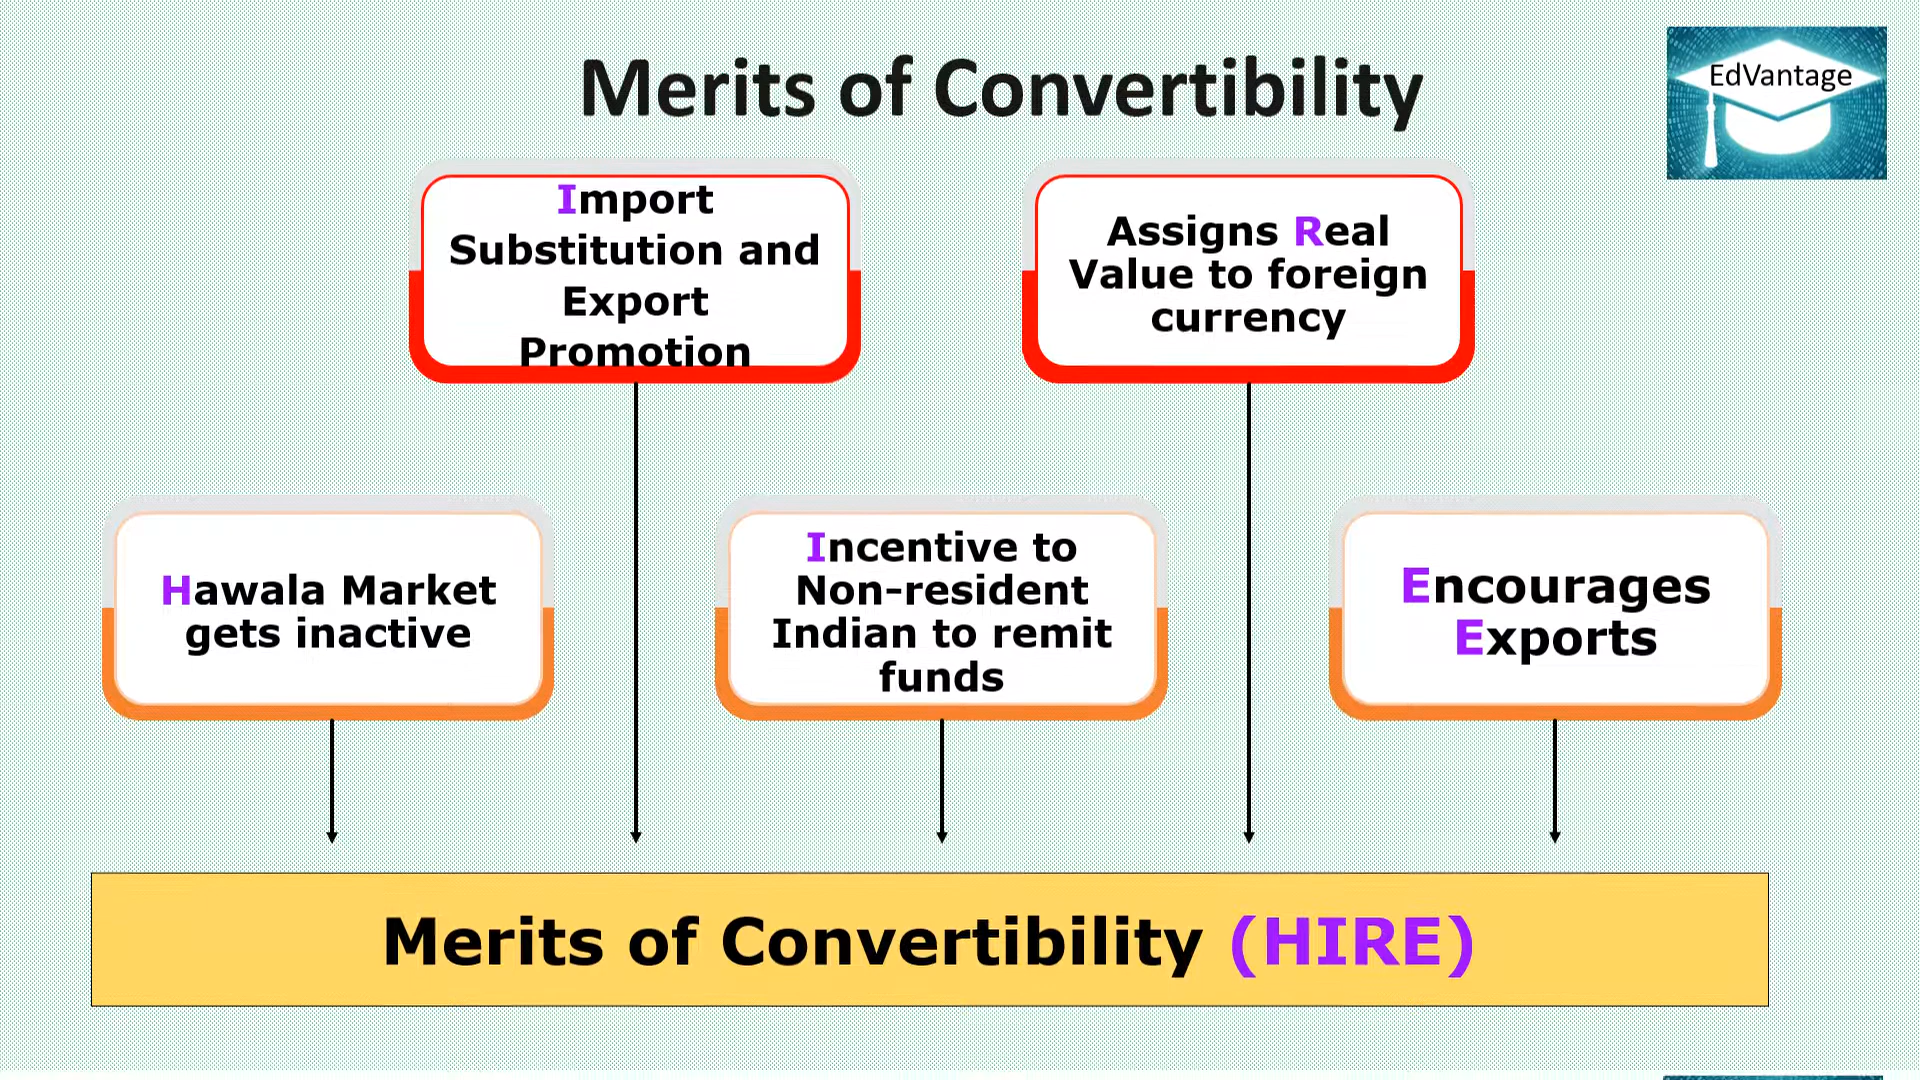 Merits of Convertibility
EdVantage
Import
Substitution and
Export
Promotion
Assigns Real
Value to foreign
currency
Hawala Market
gets inactive
Incentive to
Non-resident
Indian to remit
funds
Encourages
Exports
Merits of Convertibility (HIRE)